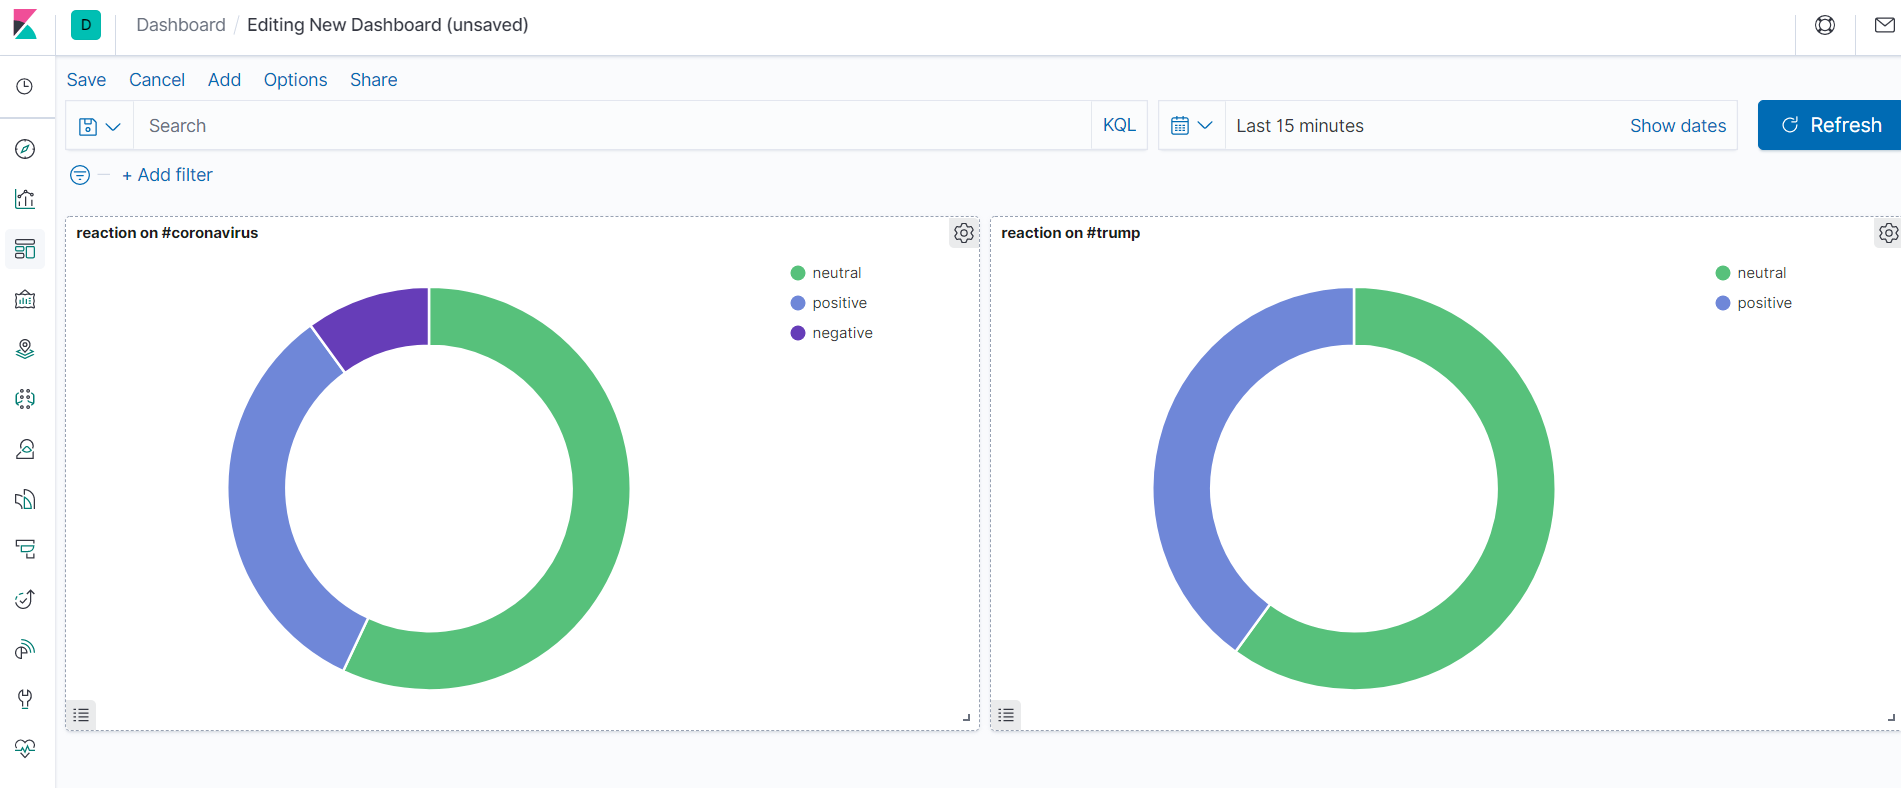 D Dashboard / Editing New Dashboard (unsaved)
Save Cancel Add Options Share
Search KQL Last 15 minutes Show dates Refresh
+ Add filter
reaction on #coronavirus
neutral
positive
negative
reaction on #trump
neutral
positive